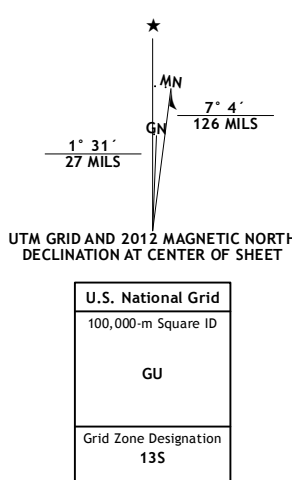 ★
MN
GN
7° 4´
126 MILS
1° 31´
27 MILS
UTM GRID AND 2012 MAGNETIC NORTH
DECLINATION AT CENTER OF SHEET
U.S. National Grid
100,000-m Square ID
GU
Grid Zone Designation
13S